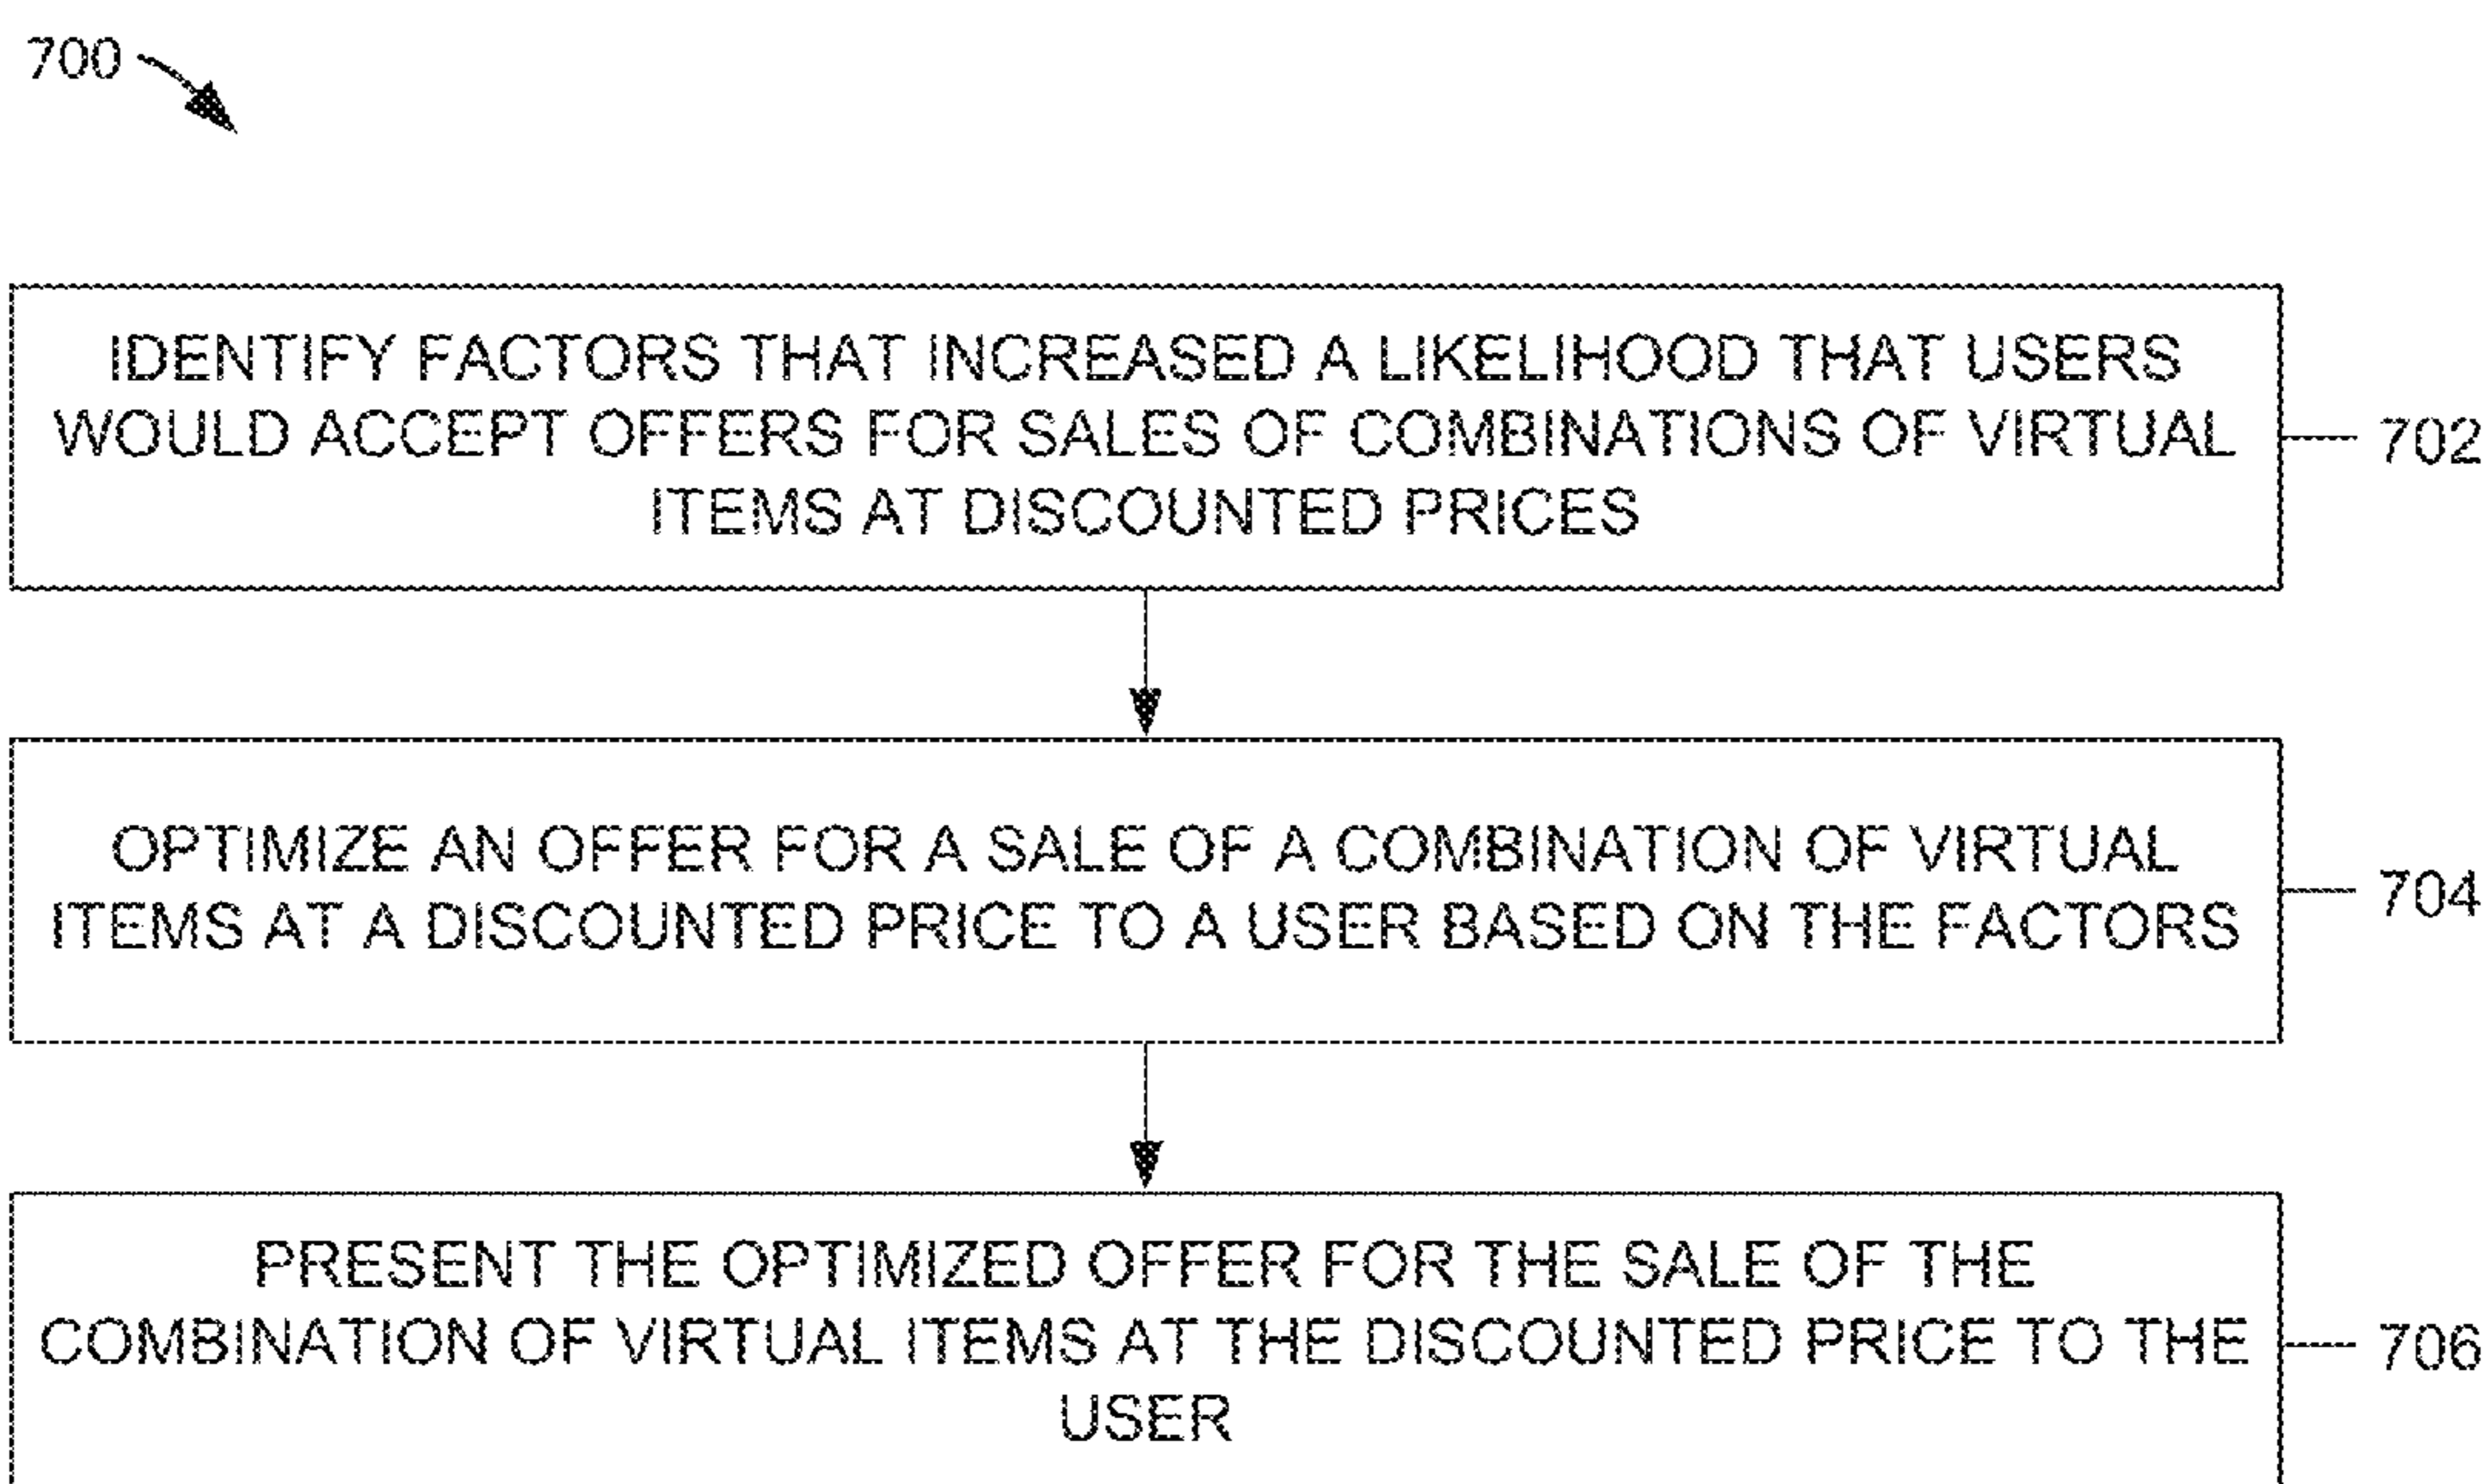 700
IDENTIFY FACTORS THAT INCREASED A LIKELIHOOD THAT USERS
WOULD ACCEPT OFFERS FOR SALES OF COMBINATIONS OF VIRTUAL
ITEMS AT DISCOUNTED PRICES
702
OPTIMIZE AN OFFER FOR A SALE OF A COMBINATION OF VIRTUAL
ITEMS AT A DISCOUNTED PRICE TO A USER BASED ON THE FACTORS
704
PRESENT THE OPTIMIZED OFFER FOR THE SALE OF THE
COMBINATION OF VIRTUAL ITEMS AT THE DISCOUNTED PRICE TO THE
USER
706